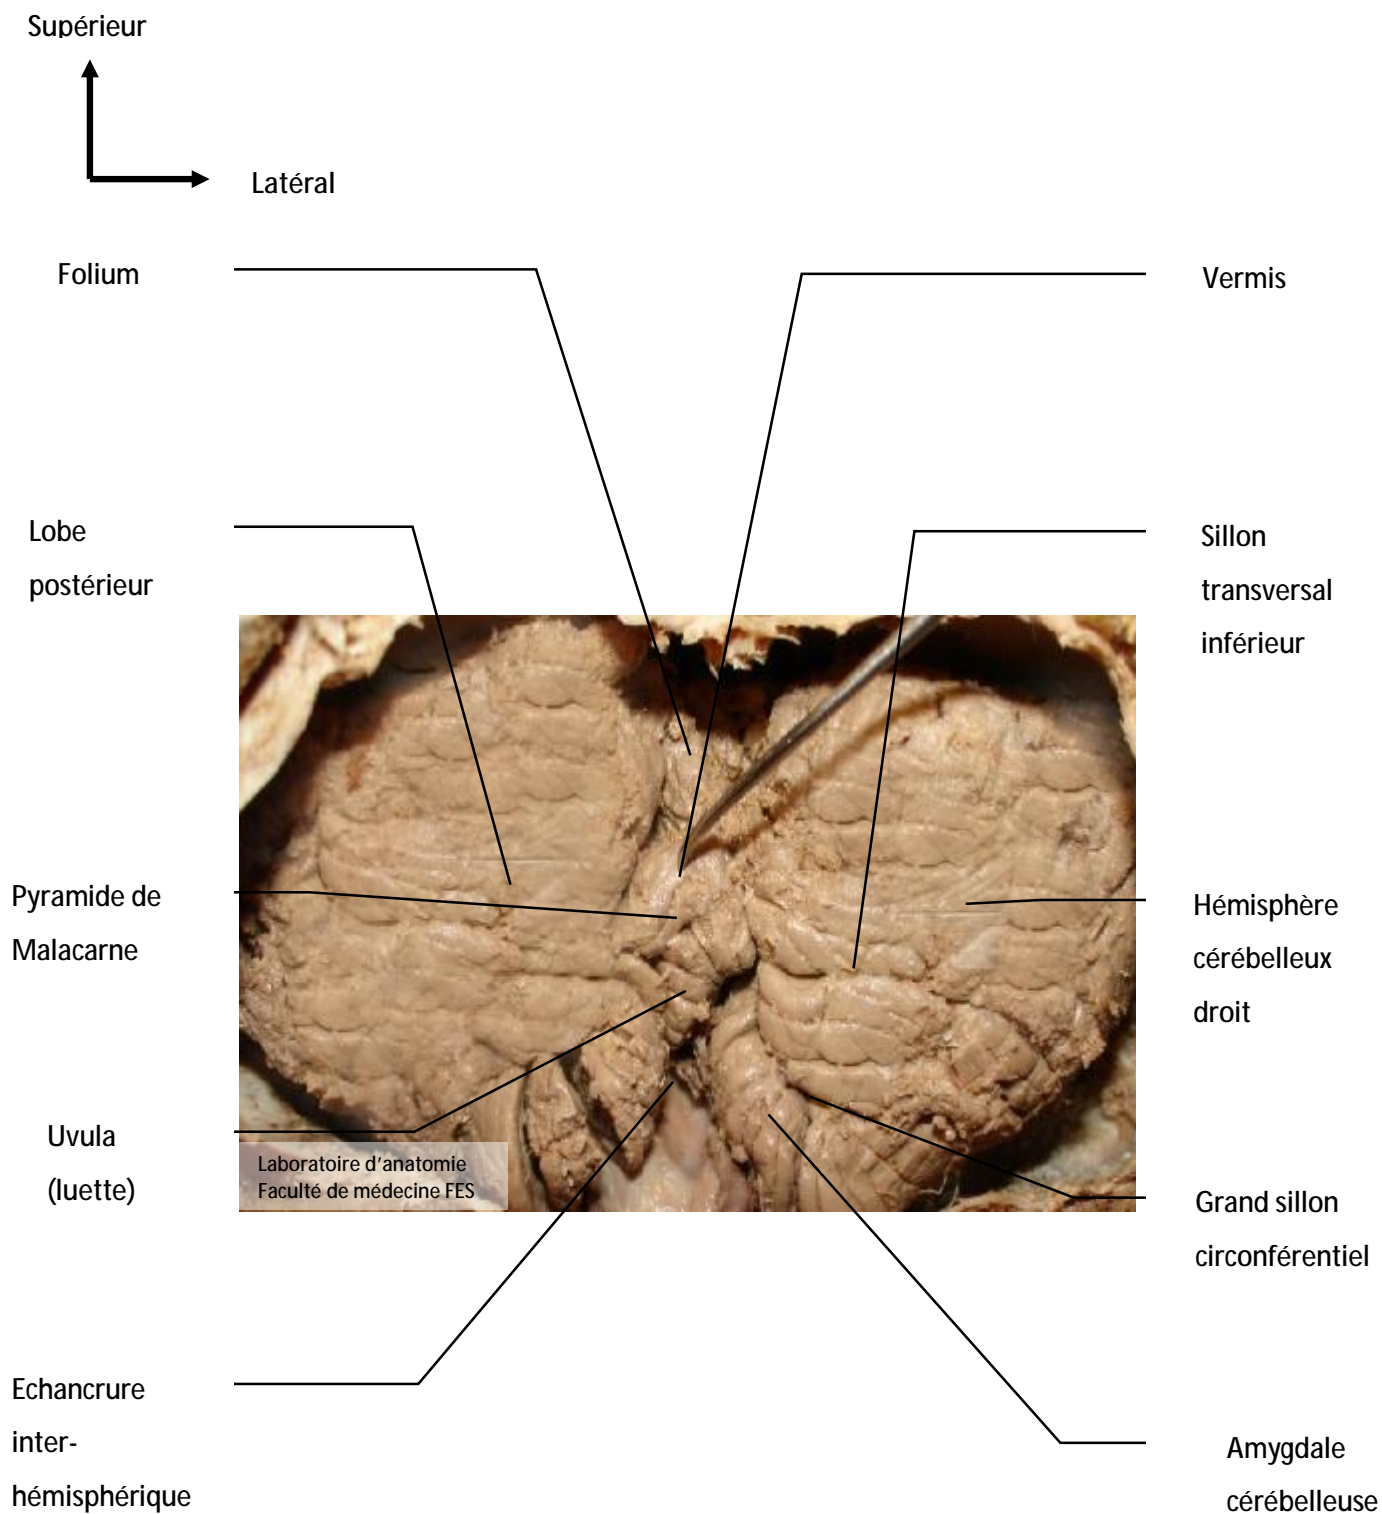 Supérieur
Latéral
Folium
Vermis
Lobe
postérieur
Sillon
transversal
inférieur
Pyramide de
Malacarne
Hémisphère
cérébelleux
droit
Uvula
(luette)
Laboratoire d'anatomie
Faculté de médecine FES
Grand sillon
circonférentiel
Echancrure
inter-
hémisphérique
Amygdale
cérébelleuse